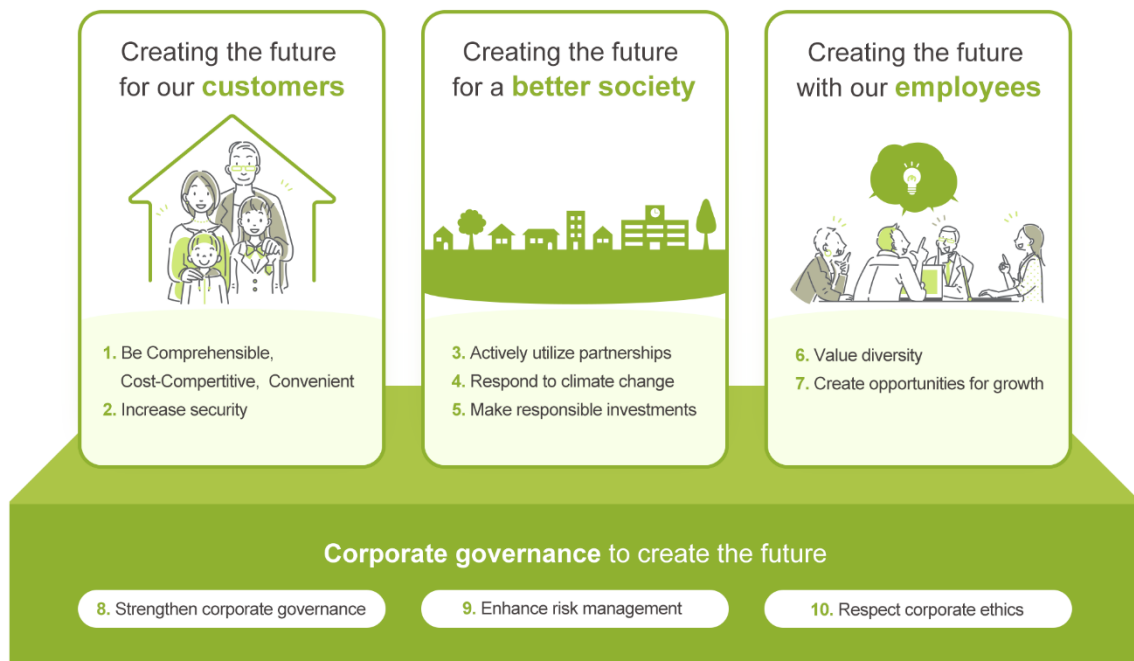 Creating the future
for our customers
1. Be Comprehensible,
Cost-Compertitive, Convenient
2. Increase security
Creating the future
for a better society
3. Actively utilize partnerships
4. Respond to climate change
5. Make responsible investments
Creating the future
with our employees
6. Value diversity
7. Create opportunities for growth
Corporate governance to create the future
8. Strengthen corporate governance
9. Enhance risk management
10. Respect corporate ethics